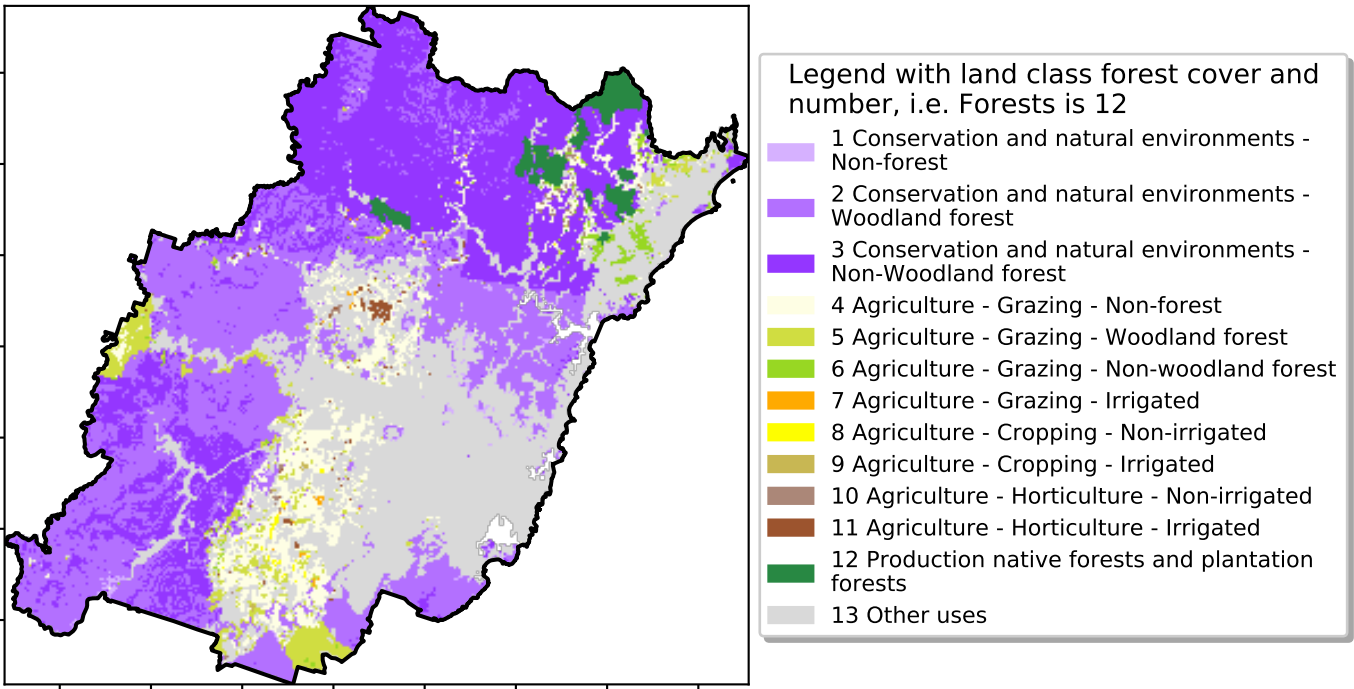 Legend with land class forest cover and
number, i.e. Forests is 12
1 Conservation and natural environments -
Non-forest
2 Conservation and natural environments -
Woodland forest
3 Conservation and natural environments -
Non-Woodland forest
4 Agriculture - Grazing - Non-forest
5 Agriculture - Grazing - Woodland forest
6 Agriculture - Grazing - Non-woodland forest
7 Agriculture - Grazing - Irrigated
8 Agriculture - Cropping - Non-irrigated
9 Agriculture - Cropping - Irrigated
10 Agriculture - Horticulture - Non-irrigated
11 Agriculture - Horticulture - Irrigated
12 Production native forests and plantation
forests
13 Other uses